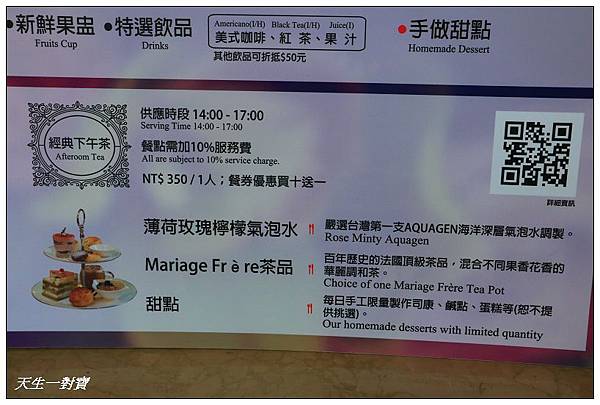 •新鮮果盅
Fruits Cup
•特選飲品
Drinks
Americano(I/H) Black Tea(I/H) Juice(I)
美式咖啡、紅茶、果汁
其他飲品可折抵$50元
•手做甜點
Homemade Dessert
經典下午茶
Afteroom Tea
供應時段 14:00 - 17:00
Serving Time 14:00 - 17:00
餐點需加10%服務費
All are subject to 10% service charge.
NT$ 350 / 1人；餐券優惠買十送一
詳細資訊
薄荷玫瑰檸檬氣泡水
嚴選台灣第一支AQUAGEN海洋深層氣泡水調製。
Rose Minty Aquagen
Mariage Fr è re茶品
百年歷史的法國頂級茶品，混合不同果香花香的
華麗調和茶。
Choice of one Mariage Frère Tea Pot
甜點
每日手工限量製作司康、鹹點、蛋糕等(恕不提
供挑選)。
Our homemade desserts with limited quantity
天生一對寶